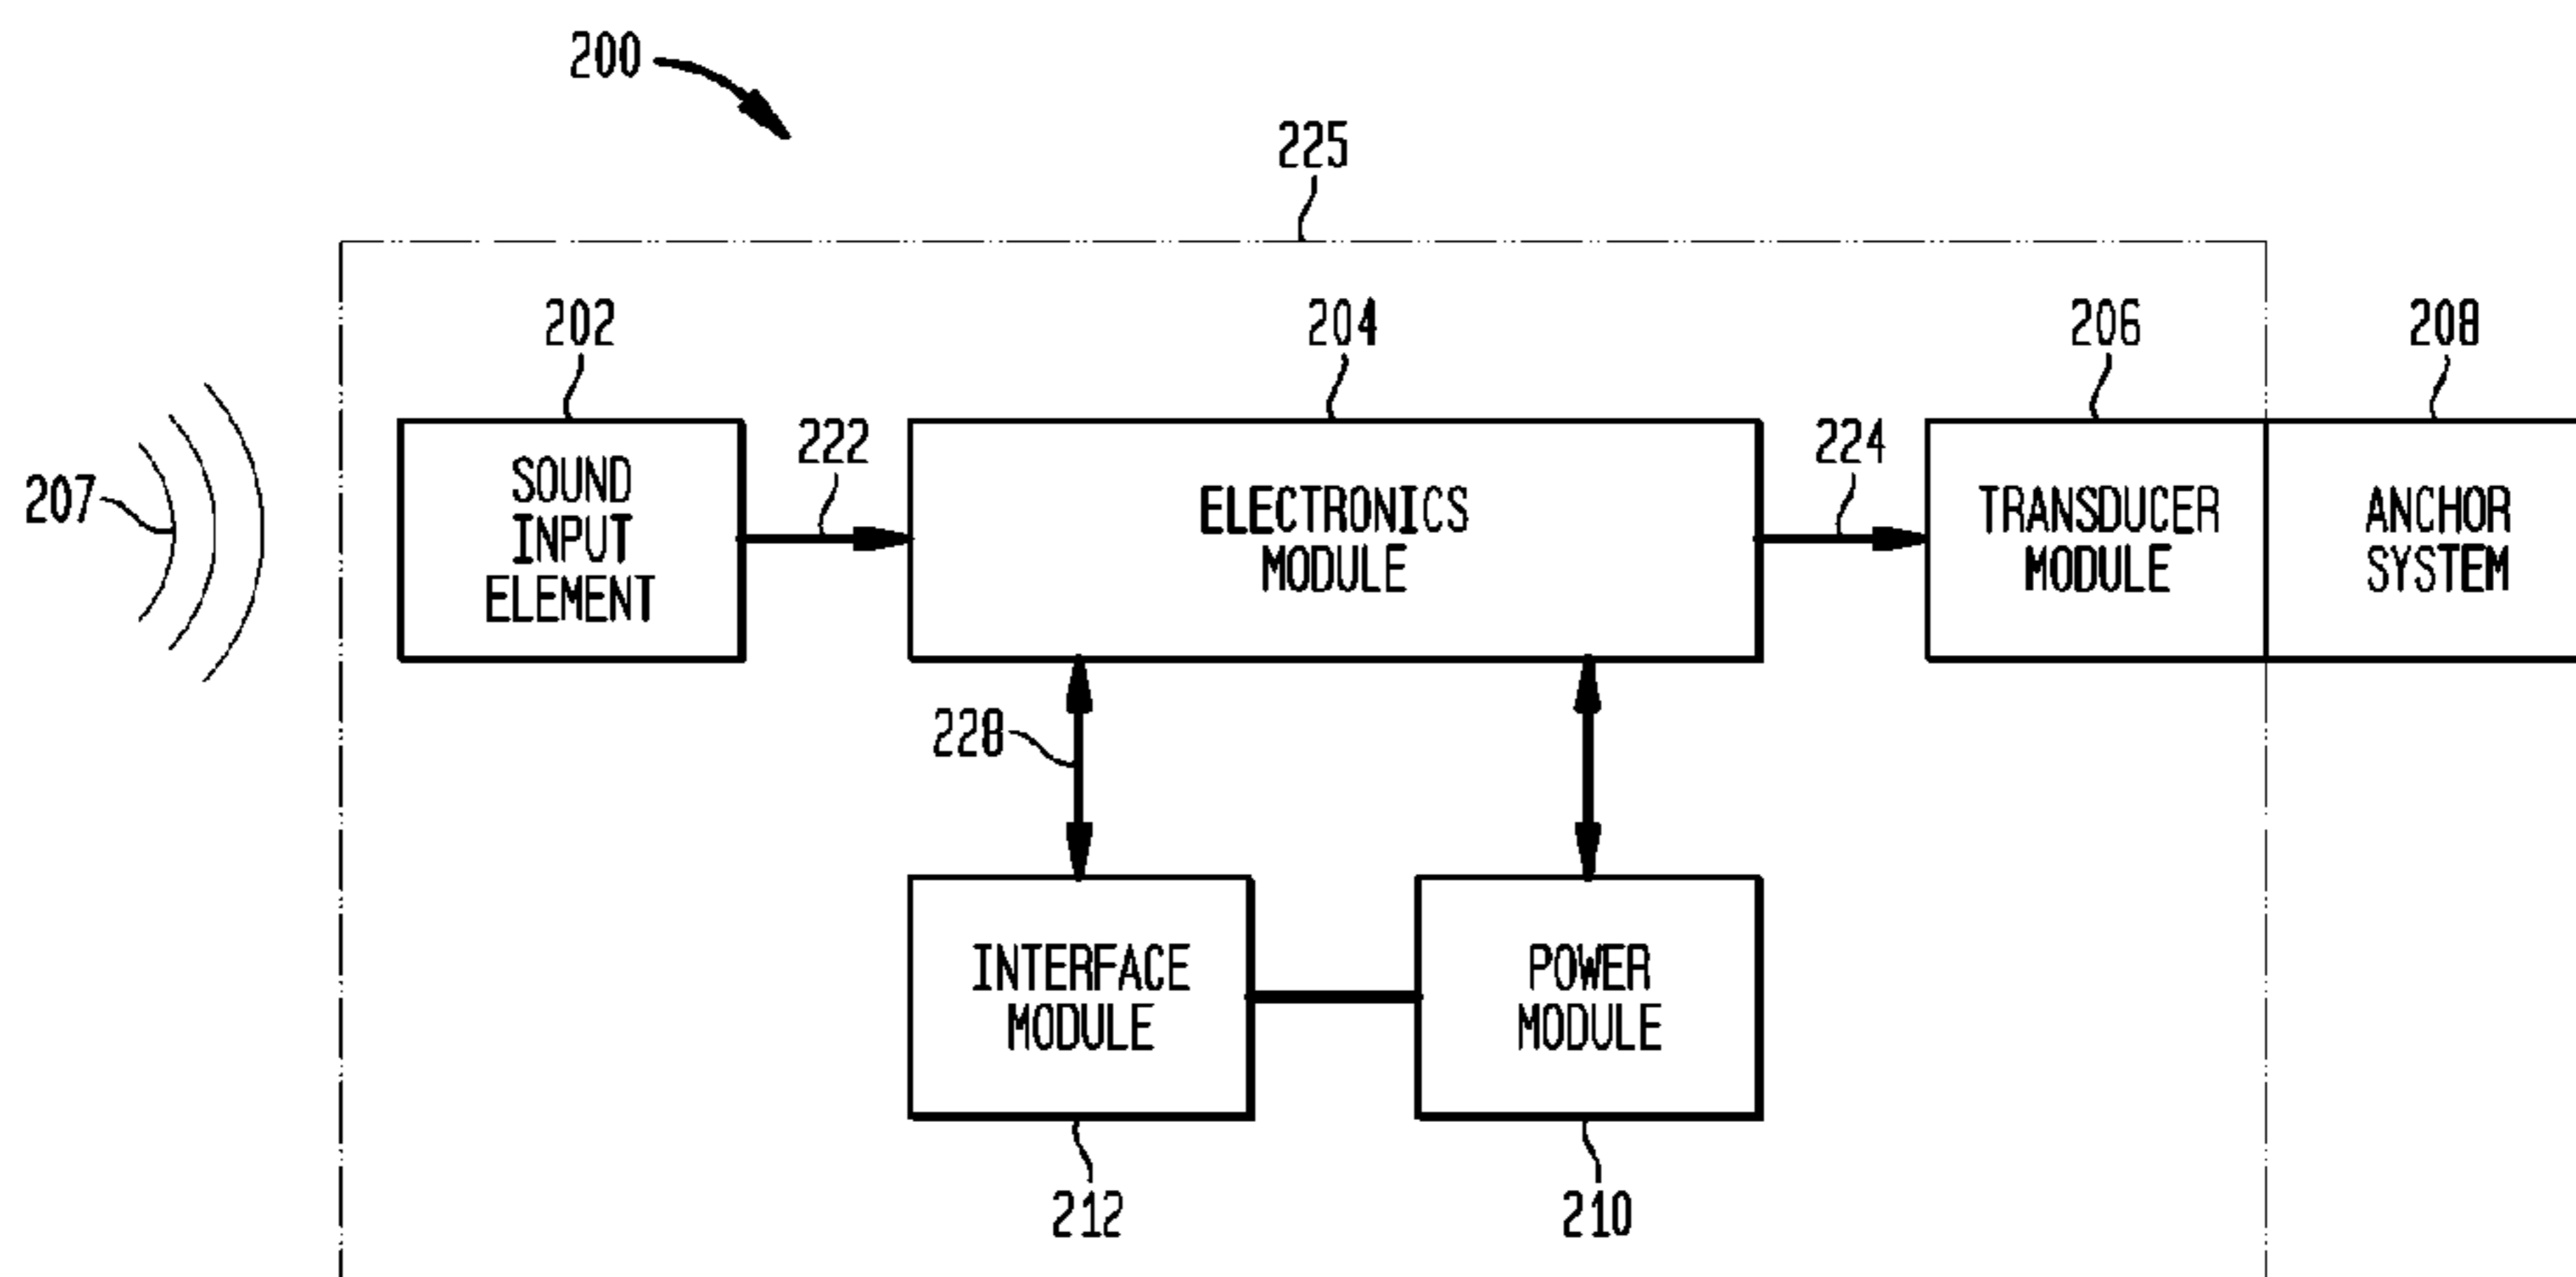 200
225
202
204
206
208
207
222
224
SOUND
INPUT
ELEMENT
ELECTRONICS
MODULE
TRANSDUCER
MODULE
ANCHOR
SYSTEM
228
INTERFACE
MODULE
POWER
MODULE
212
210